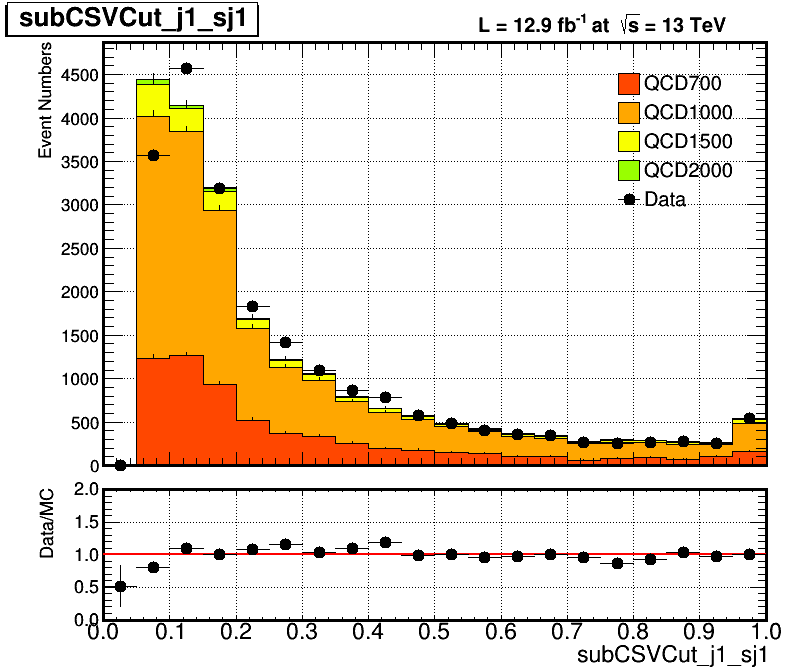 subCSVCut_j1_sj1
L = 12.9 fb-1 at √s = 13 TeV
Event Numbers
4500
4000
3500
3000
2500
2000
1500
1000
500
0
QCD700
QCD1000
QCD1500
QCD2000
Data
Data/MC
2.0
1.5
1.0
0.5
0.0
0.0 0.1 0.2 0.3 0.4 0.5 0.6 0.7 0.8 0.9 1.0
subCSVCut_j1_sj1